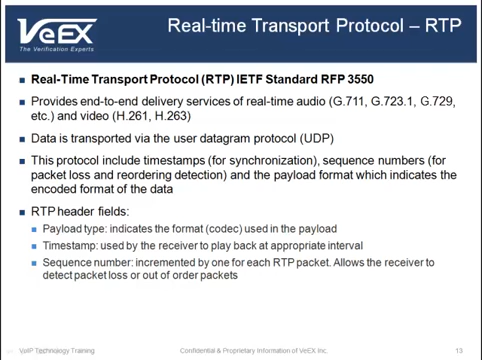 VeEX
The Verification Experts
Real-time Transport Protocol – RTP
Real-Time Transport Protocol (RTP) IETF Standard RFP 3550
Provides end-to-end delivery services of real-time audio (G.711, G.723.1, G.729,
etc.) and video (H.261, H.263)
Data is transported via the user datagram protocol (UDP)
This protocol include timestamps (for synchronization), sequence numbers (for
packet loss and reordering detection) and the payload format which indicates the
encoded format of the data
RTP header fields:
Payload type: indicates the format (codec) used in the payload
Timestamp: used by the receiver to play back at appropriate interval
Sequence number: incremented by one for each RTP packet. Allows the receiver to
detect packet loss or out of order packets
VoIP Technology Training
Confidential & Proprietary Information of VeEX Inc.
13